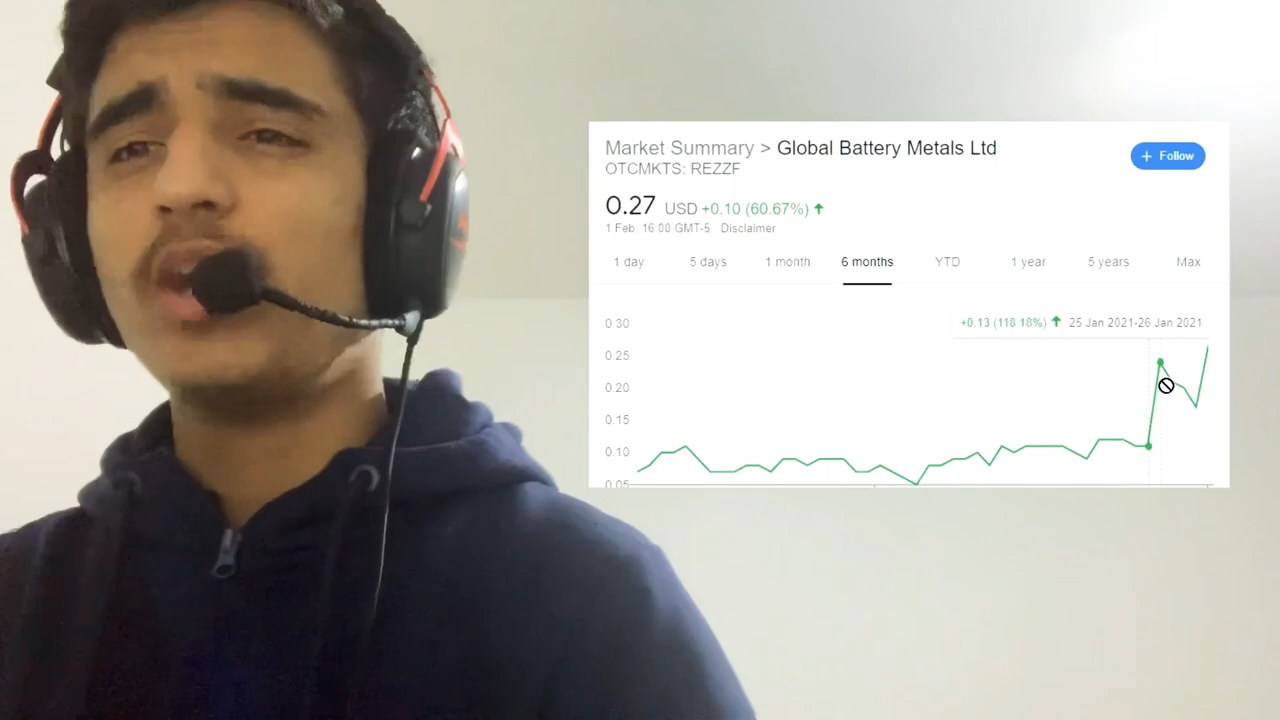 Market Summary > Global Battery Metals Ltd
OTCMKTS: REZZF
+ Follow
0.27 USD +0.10 (60.67%)
1 Feb, 16:00 GMT-5 · Disclaimer
1 day 5 days 1 month 6 months YTD 1 year 5 years Max
+0.13 (118.18%) 25 Jan 2021-26 Jan 2021
0.30
0.25
0.20
0.15
0.10
0.05